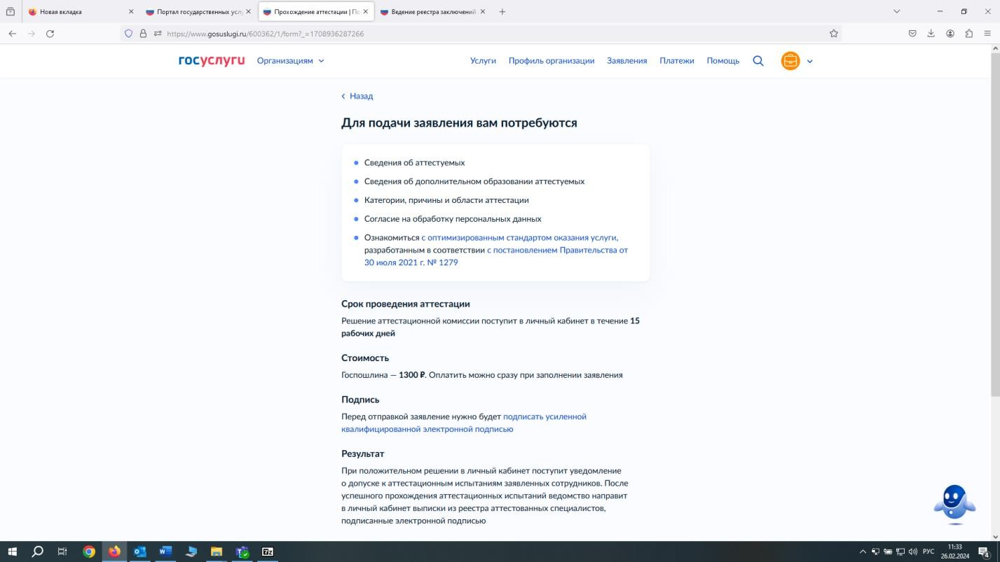 Новая вкладка
Портал государственных услу
Прохождение аттестации | По
Ведение реестра заключений
https://www.gosuslugi.ru/600362/1/form?_=1708936287266
госуслуги
Организациям
Услуги
Профиль организации
Заявления
Платежи
Помощь
Назад
Для подачи заявления вам потребуются
Сведения об аттестуемых
Сведения об дополнительном образовании аттестуемых
Категории, причины и области аттестации
Согласие на обработку персональных данных
Ознакомиться с оптимизированным стандартом оказания услуги,
разработанным в соответствии с постановлением Правительства от
30 июля 2021 г. № 1279
Срок проведения аттестации
Решение аттестационной комиссии поступит в личный кабинет в течение 15
рабочих дней
Стоимость
Госпошлина — 1300 ₽. Оплатить можно сразу при заполнении заявления
Подпись
Перед отправкой заявление нужно будет подписать усиленной
квалифицированной электронной подписью
Результат
При положительном решении в личный кабинет поступит уведомление
о допуске к аттестационным испытаниям заявленных сотрудников. После
успешного прохождения аттестационных испытаний ведомство направит
в личный кабинет выписки из реестра аттестованных специалистов,
подписанные электронной подписью
РУС
11:33
26.02.2024
4